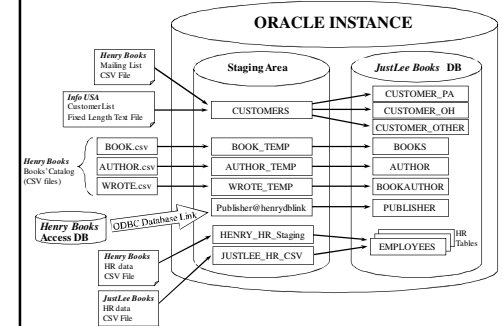 ORACLE INSTANCE
Henry Books
Mailing List
CSV File
Info USA
CustomerList
Fixed Length Text File
Staging Area
CUSTOMERS
JustLee Books DB
CUSTOMER_PA
CUSTOMER_OH
CUSTOMER_OTHER
Henry Books
Books'Catalog
(CSV files)
BOOK.csv
BOOK_TEMP
BOOKS
AUTHOR.csv
AUTHOR_TEMP
AUTHOR
WROTE.csv
WROTE_TEMP
BOOKAUTHOR
Henry Books
Access DB
ODBC Database Link
Publisher@henrydblink
PUBLISHER
HENRY_HR_Staging
JUSTLEE_HR_CSV
EMPLOYEES
HR
Tables
Henry Books
HR data
CSV File
JustLee Books
HR data
CSV File